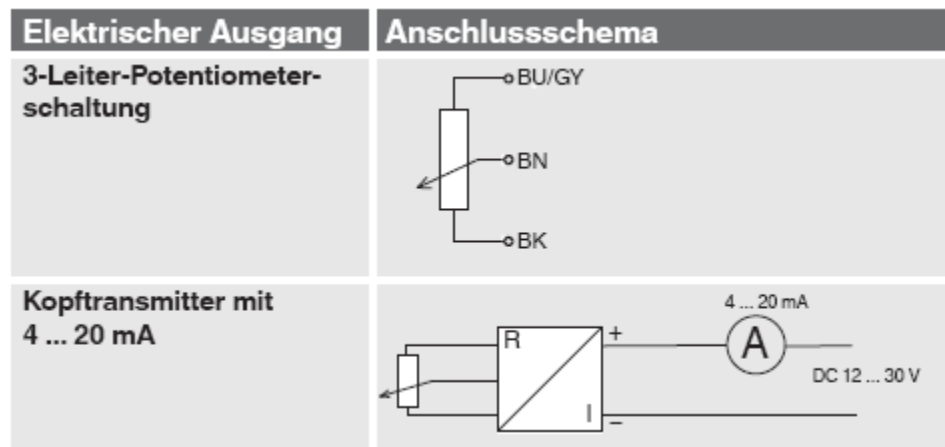 Elektrischer Ausgang
Anschlussschema
3-Leiter-Potentiometer-
schaltung
BU/GY
BN
BK
Kopftransmitter mit
4 ... 20 mA
R
I
+
−
4 ... 20 mA
A
DC 12 ... 30 V